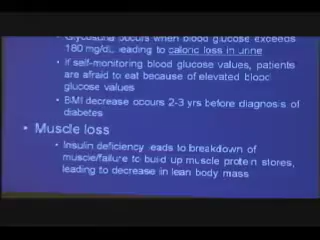 • Glycosuria occurs when blood glucose exceeds
180 mg/dL leading to caloric loss in urine
• If self-monitoring blood glucose values, patients
are afraid to eat because of elevated blood
glucose values
• BMI decrease occurs 2-3 yrs before diagnosis of
diabetes
• Muscle loss
• Insulin deficiency leads to breakdown of
muscle/failure to build up muscle protein stores,
leading to decrease in lean body mass